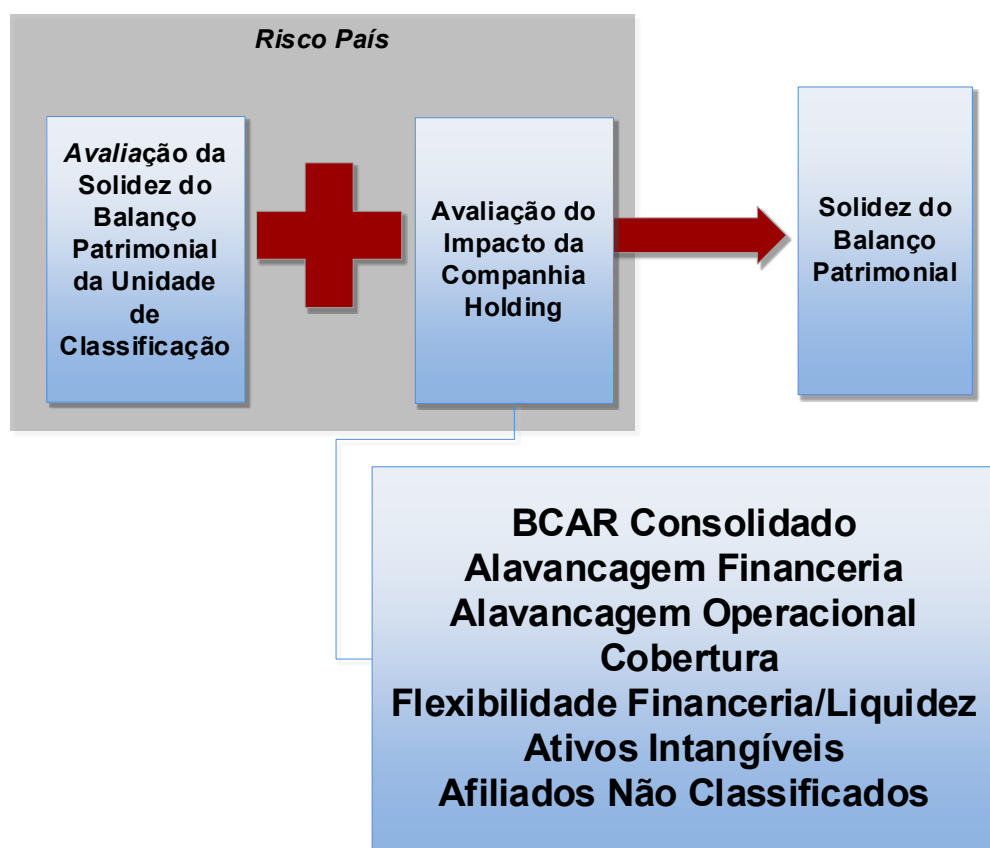 Risco País
Avaliação da
Solidez do
Balanço
Patrimonial
da Unidade
de
Classificação
Avaliação do
Impacto da
Companhia
Holding
Solidez do
Balanço
Patrimonial
BCAR Consolidado
Alavancagem Financeria
Alavancagem Operacional
Cobertura
Flexibilidade Financeria/Liquidez
Ativos Intangíveis
Afiliados Não Classificados